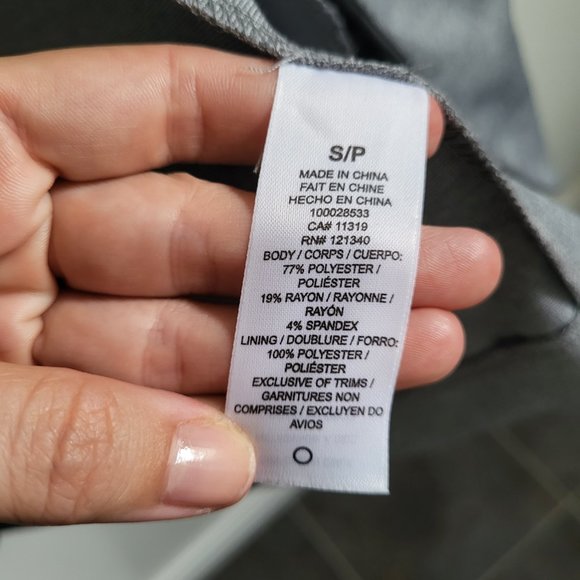 S/P
MADE IN CHINA
FAIT EN CHINE
HECHO EN CHINA
100028533
CA# 11319
RN# 121340
BODY / CORPS / CUERPO:
77% POLYESTER /
POLIÉSTER
19% RAYON / RAYONNE /
RAYÓN
4% SPANDEX
LINING / DOUBLURE / FORRO:
100% POLYESTER /
POLIÉSTER
EXCLUSIVE OF TRIMS /
GARNITURES NON
COMPRISES / EXCLUYEN DO
AVIOS